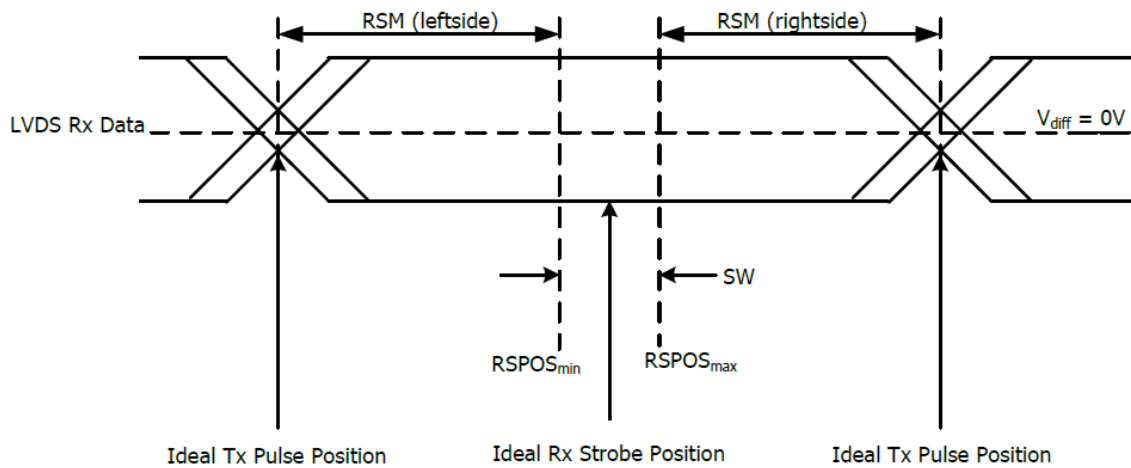 RSM (leftside)
RSM (rightside)
LVDS Rx Data
Vdiff = 0V
SW
RSPOSmin
RSPOSmax
Ideal Tx Pulse Position
Ideal Rx Strobe Position
Ideal Tx Pulse Position